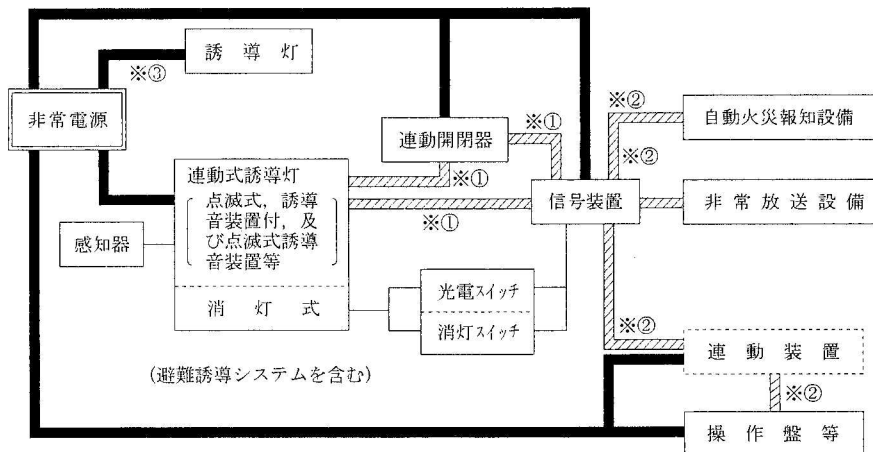 誘導灯
※③
非常電源
連動開閉器
※①
※①
※①
※②
※②
自動火災報知設備
連動式誘導灯
点滅式，誘導
音装置付，及
び点滅式誘導
音装置等
消灯式
感知器
信号装置
非常放送設備
光電スイッチ
消灯スイッチ
※②
連動装置
※②
操作盤等
(避難誘導システムを含む)